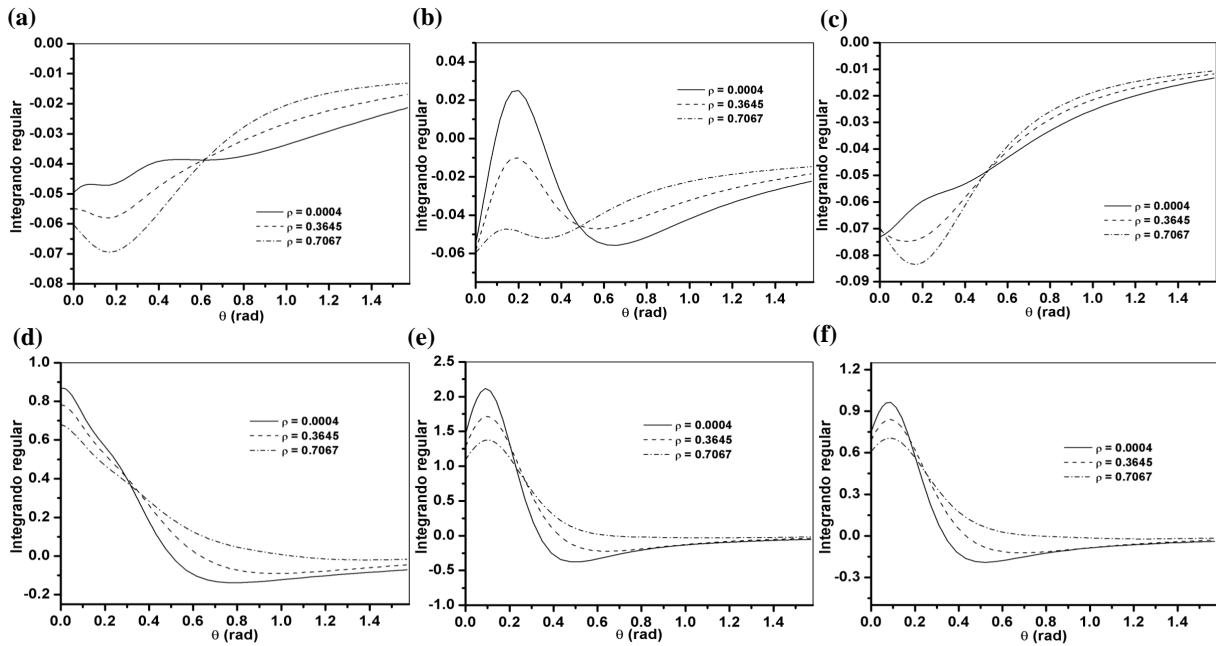 (a)
0.00
-0.01
-0.02
-0.03
-0.04
-0.05
-0.06
-0.07
-0.08
Integrando regular
ρ = 0.0004
ρ = 0.3645
ρ = 0.7067
0.0 0.2 0.4 0.6 0.8 1.0 1.2 1.4
θ (rad)
(b)
0.04
0.02
0.00
-0.02
-0.04
-0.06
Integrando regular
ρ = 0.0004
ρ = 0.3645
ρ = 0.7067
0.0 0.2 0.4 0.6 0.8 1.0 1.2 1.4
θ (rad)
(c)
0.00
-0.01
-0.02
-0.03
-0.04
-0.05
-0.06
-0.07
-0.08
-0.09
Integrando regular
ρ = 0.0004
ρ = 0.3645
ρ = 0.7067
0.0 0.2 0.4 0.6 0.8 1.0 1.2 1.4
θ (rad)
(d)
1.0
0.8
0.6
0.4
0.2
0.0
-0.2
Integrando regular
ρ = 0.0004
ρ = 0.3645
ρ = 0.7067
0.0 0.2 0.4 0.6 0.8 1.0 1.2 1.4
θ (rad)
(e)
2.5
2.0
1.5
1.0
0.5
0.0
-0.5
-1.0
Integrando regular
ρ = 0.0004
ρ = 0.3645
ρ = 0.7067
0.0 0.2 0.4 0.6 0.8 1.0 1.2 1.4
θ (rad)
(f)
1.2
0.9
0.6
0.3
0.0
-0.3
Integrando regular
ρ = 0.0004
ρ = 0.3645
ρ = 0.7067
0.0 0.2 0.4 0.6 0.8 1.0 1.2 1.4
θ (rad)